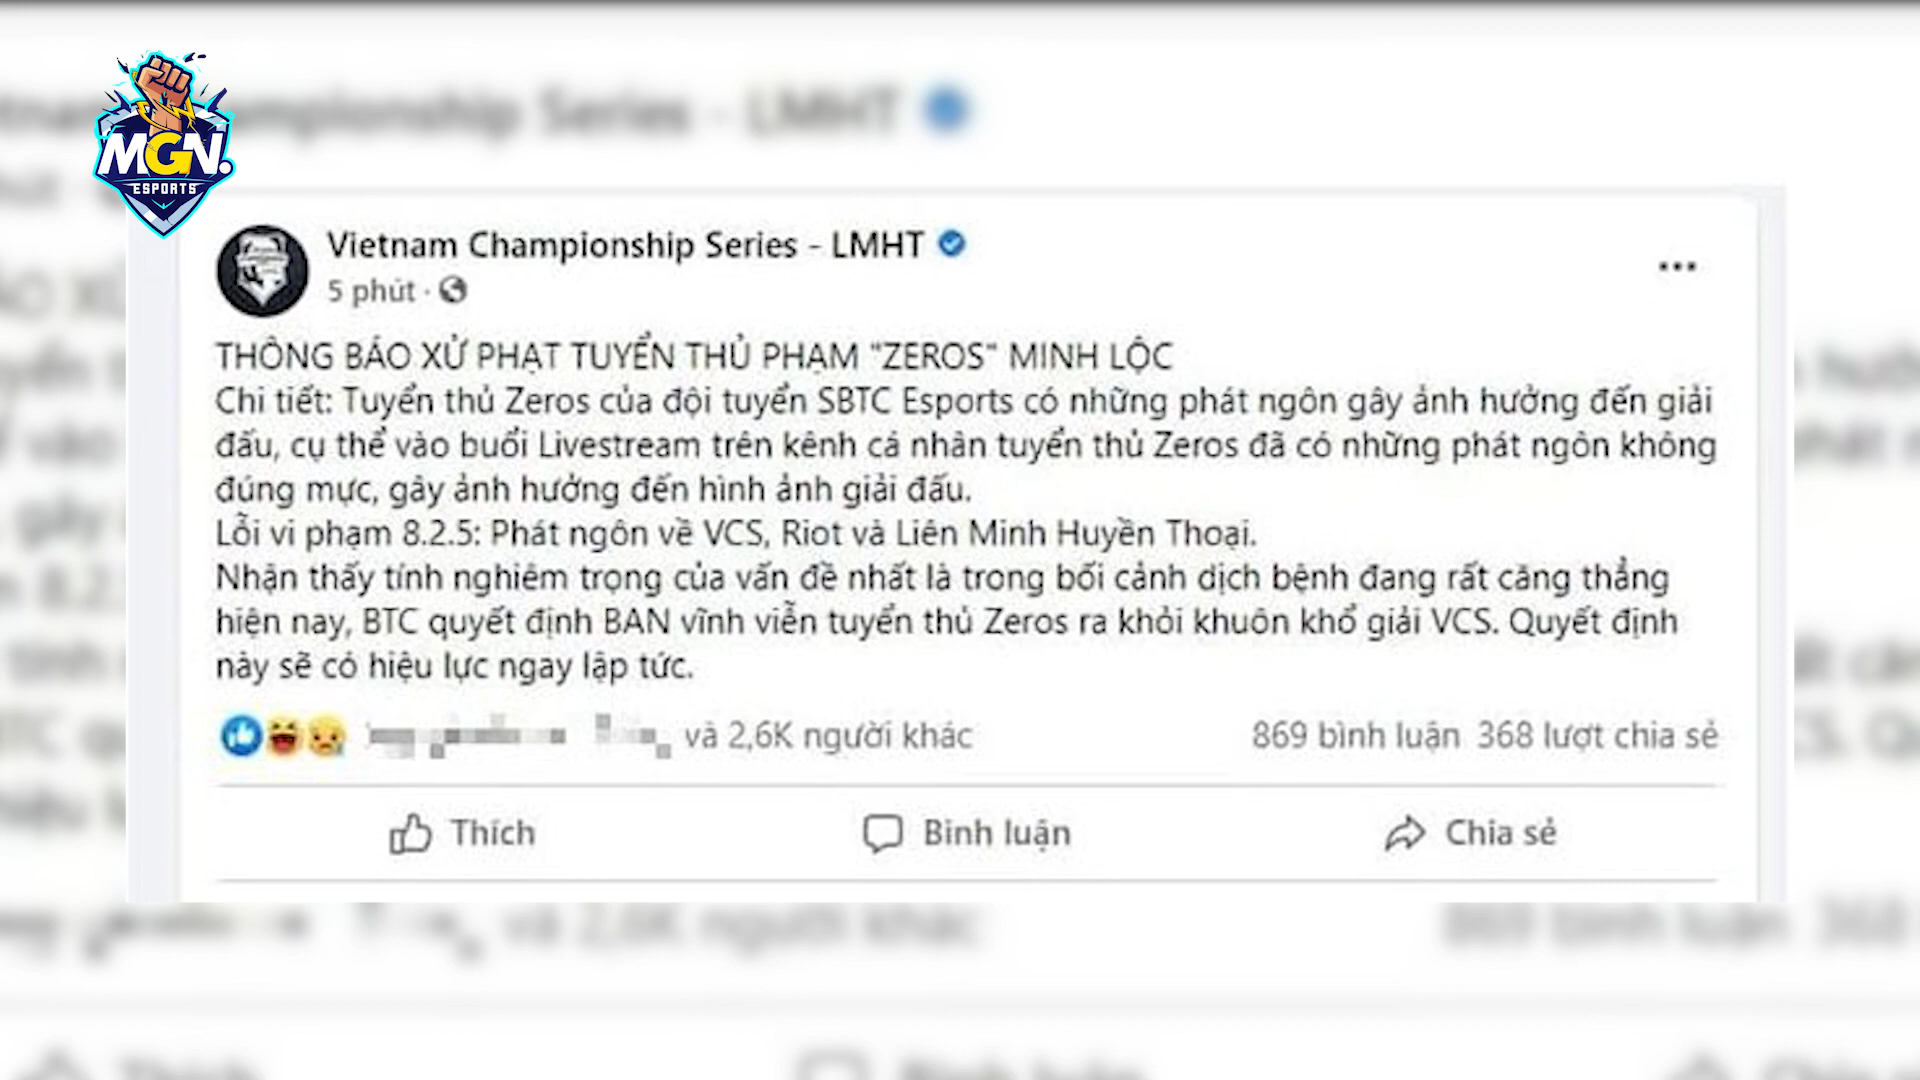 MGN.
ESPORTS
Vietnam Championship Series - LMHT
5 phút ·
THÔNG BÁO XỬ PHẠT TUYỂN THỦ PHẠM "ZEROS" MINH LỘC
Chi tiết: Tuyển thủ Zeros của đội tuyển SBTC Esports có những phát ngôn gây ảnh hưởng đến giải
đấu, cụ thể vào buổi Livestream trên kênh cá nhân tuyển thủ Zeros đã có những phát ngôn không
đúng mực, gây ảnh hưởng đến hình ảnh giải đấu.
Lỗi vi phạm 8.2.5: Phát ngôn về VCS, Riot và Liên Minh Huyền Thoại.
Nhận thấy tính nghiêm trọng của vấn đề nhất là trong bối cảnh dịch bệnh đang rất căng thẳng
hiện nay, BTC quyết định BAN vĩnh viễn tuyển thủ Zeros ra khỏi khuôn khổ giải VCS. Quyết định
này sẽ có hiệu lực ngay lập tức.
và 2,6K người khác
869 bình luận 368 lượt chia sẻ
Thích
Bình luận
Chia sẻ